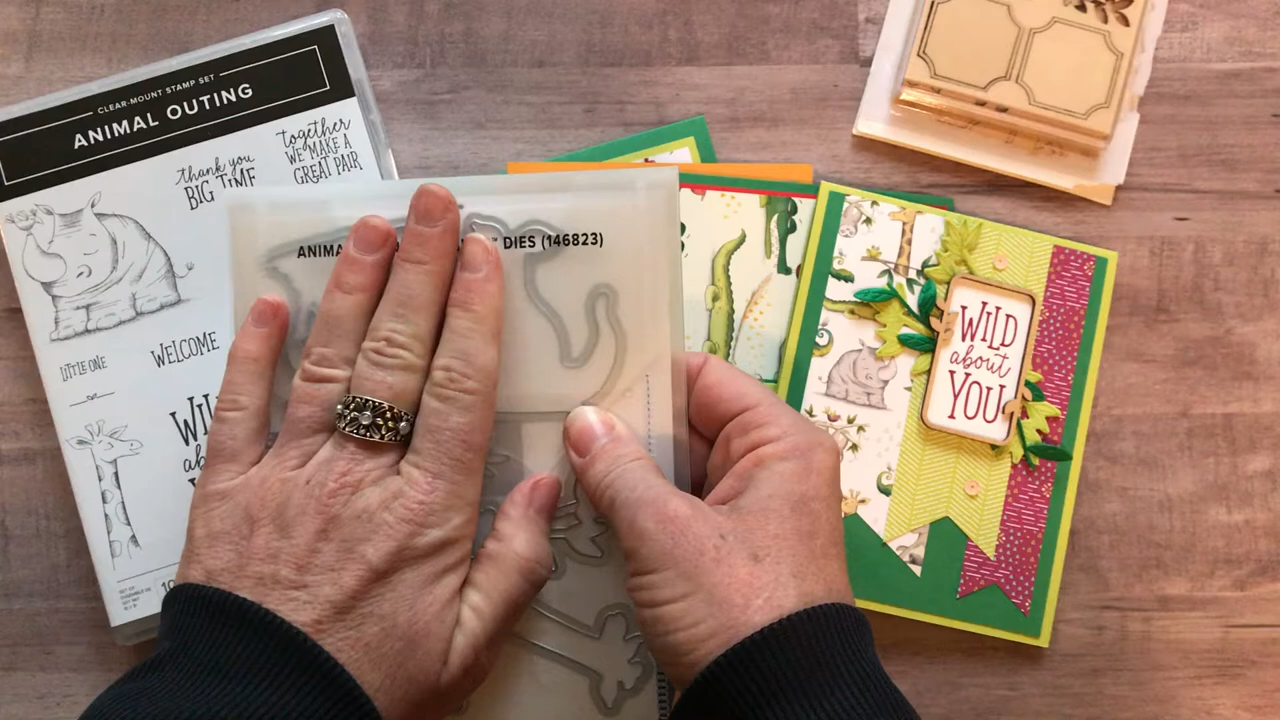 CLEAR-MOUNT STAMP SET
ANIMAL OUTING
thank you
BIG TIME
together
WE MAKE A
GREAT PAIR
LITTLE ONE
WELCOME
DIES (146823)
WILD
about
YOU